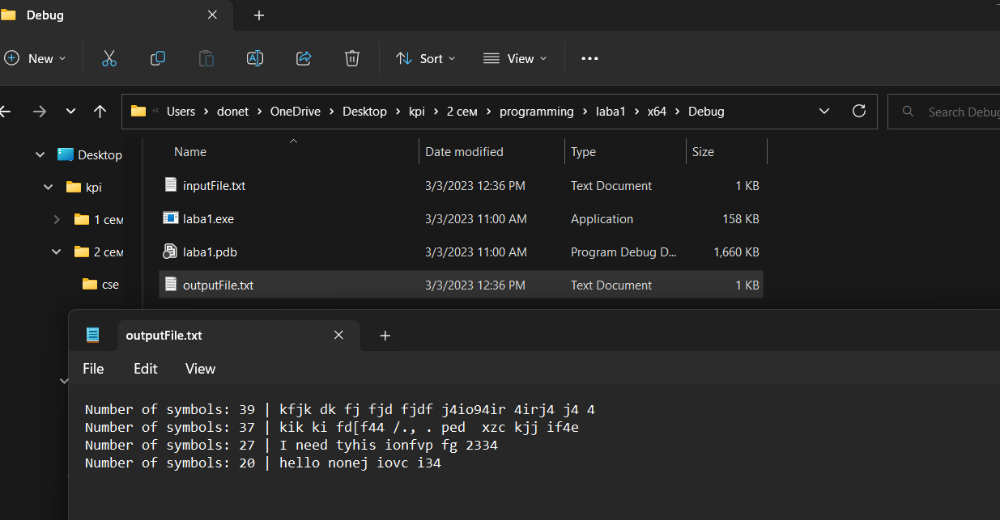 Debug
New
Sort
View
Users
donet
OneDrive
Desktop
kpi
2 сем
programming
laba1
x64
Debug
Search Debug
Desktop
kpi
1 сем
2 сем
cse
Name Date modified Type Size
inputFile.txt 3/3/2023 12:36 PM Text Document 1 KB
laba1.exe 3/3/2023 11:00 AM Application 158 KB
laba1.pdb 3/3/2023 11:00 AM Program Debug D... 1,660 KB
outputFile.txt 3/3/2023 12:36 PM Text Document 1 KB
outputFile.txt
File Edit View
Number of symbols: 39 | kfjk dk fj fjd fjdf j4io94ir 4irj4 j4 4
Number of symbols: 37 | kik ki fd[f44 /., . ped  xzc kjj if4e
Number of symbols: 27 | I need tyhis ionfvp fg 2334
Number of symbols: 20 | hello nonej iovc i34